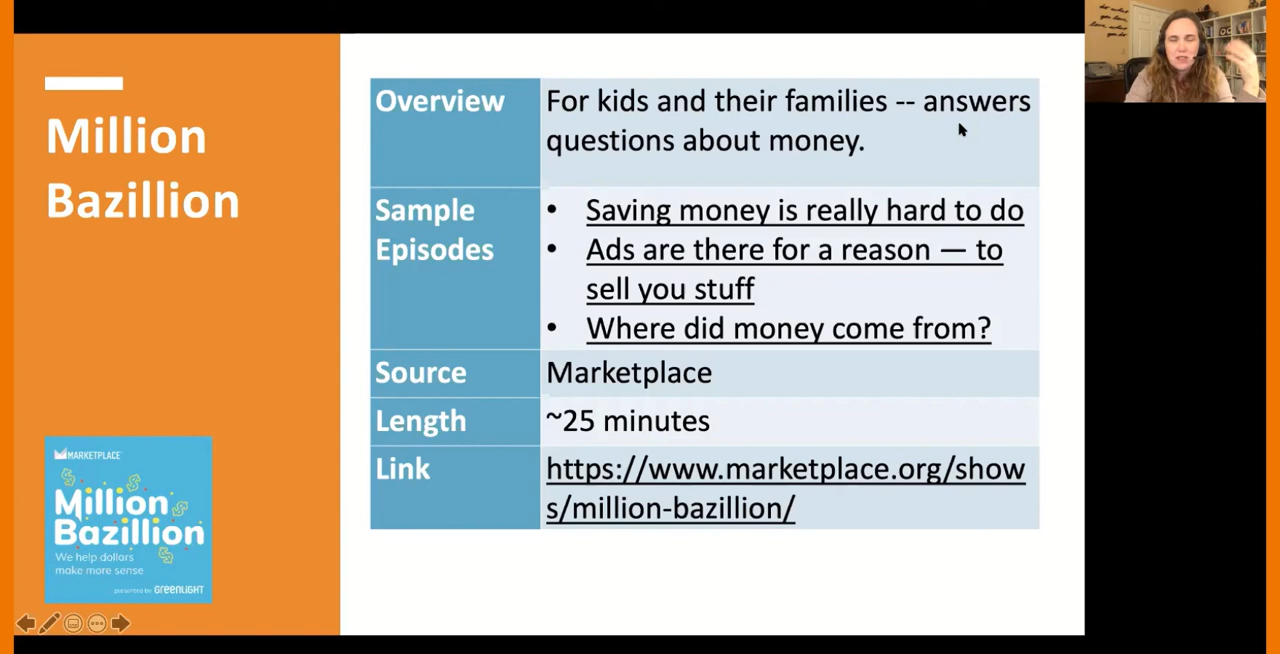 Million
Bazillion
Overview
For kids and their families -- answers
questions about money.
Sample
Episodes
• Saving money is really hard to do
• Ads are there for a reason — to
sell you stuff
• Where did money come from?
Source
Marketplace
Length
~25 minutes
Link
https://www.marketplace.org/show
s/million-bazillion/
MARKETPLACE
Million
Bazillion
We help dollars
make more sense
presented by GREENLIGHT